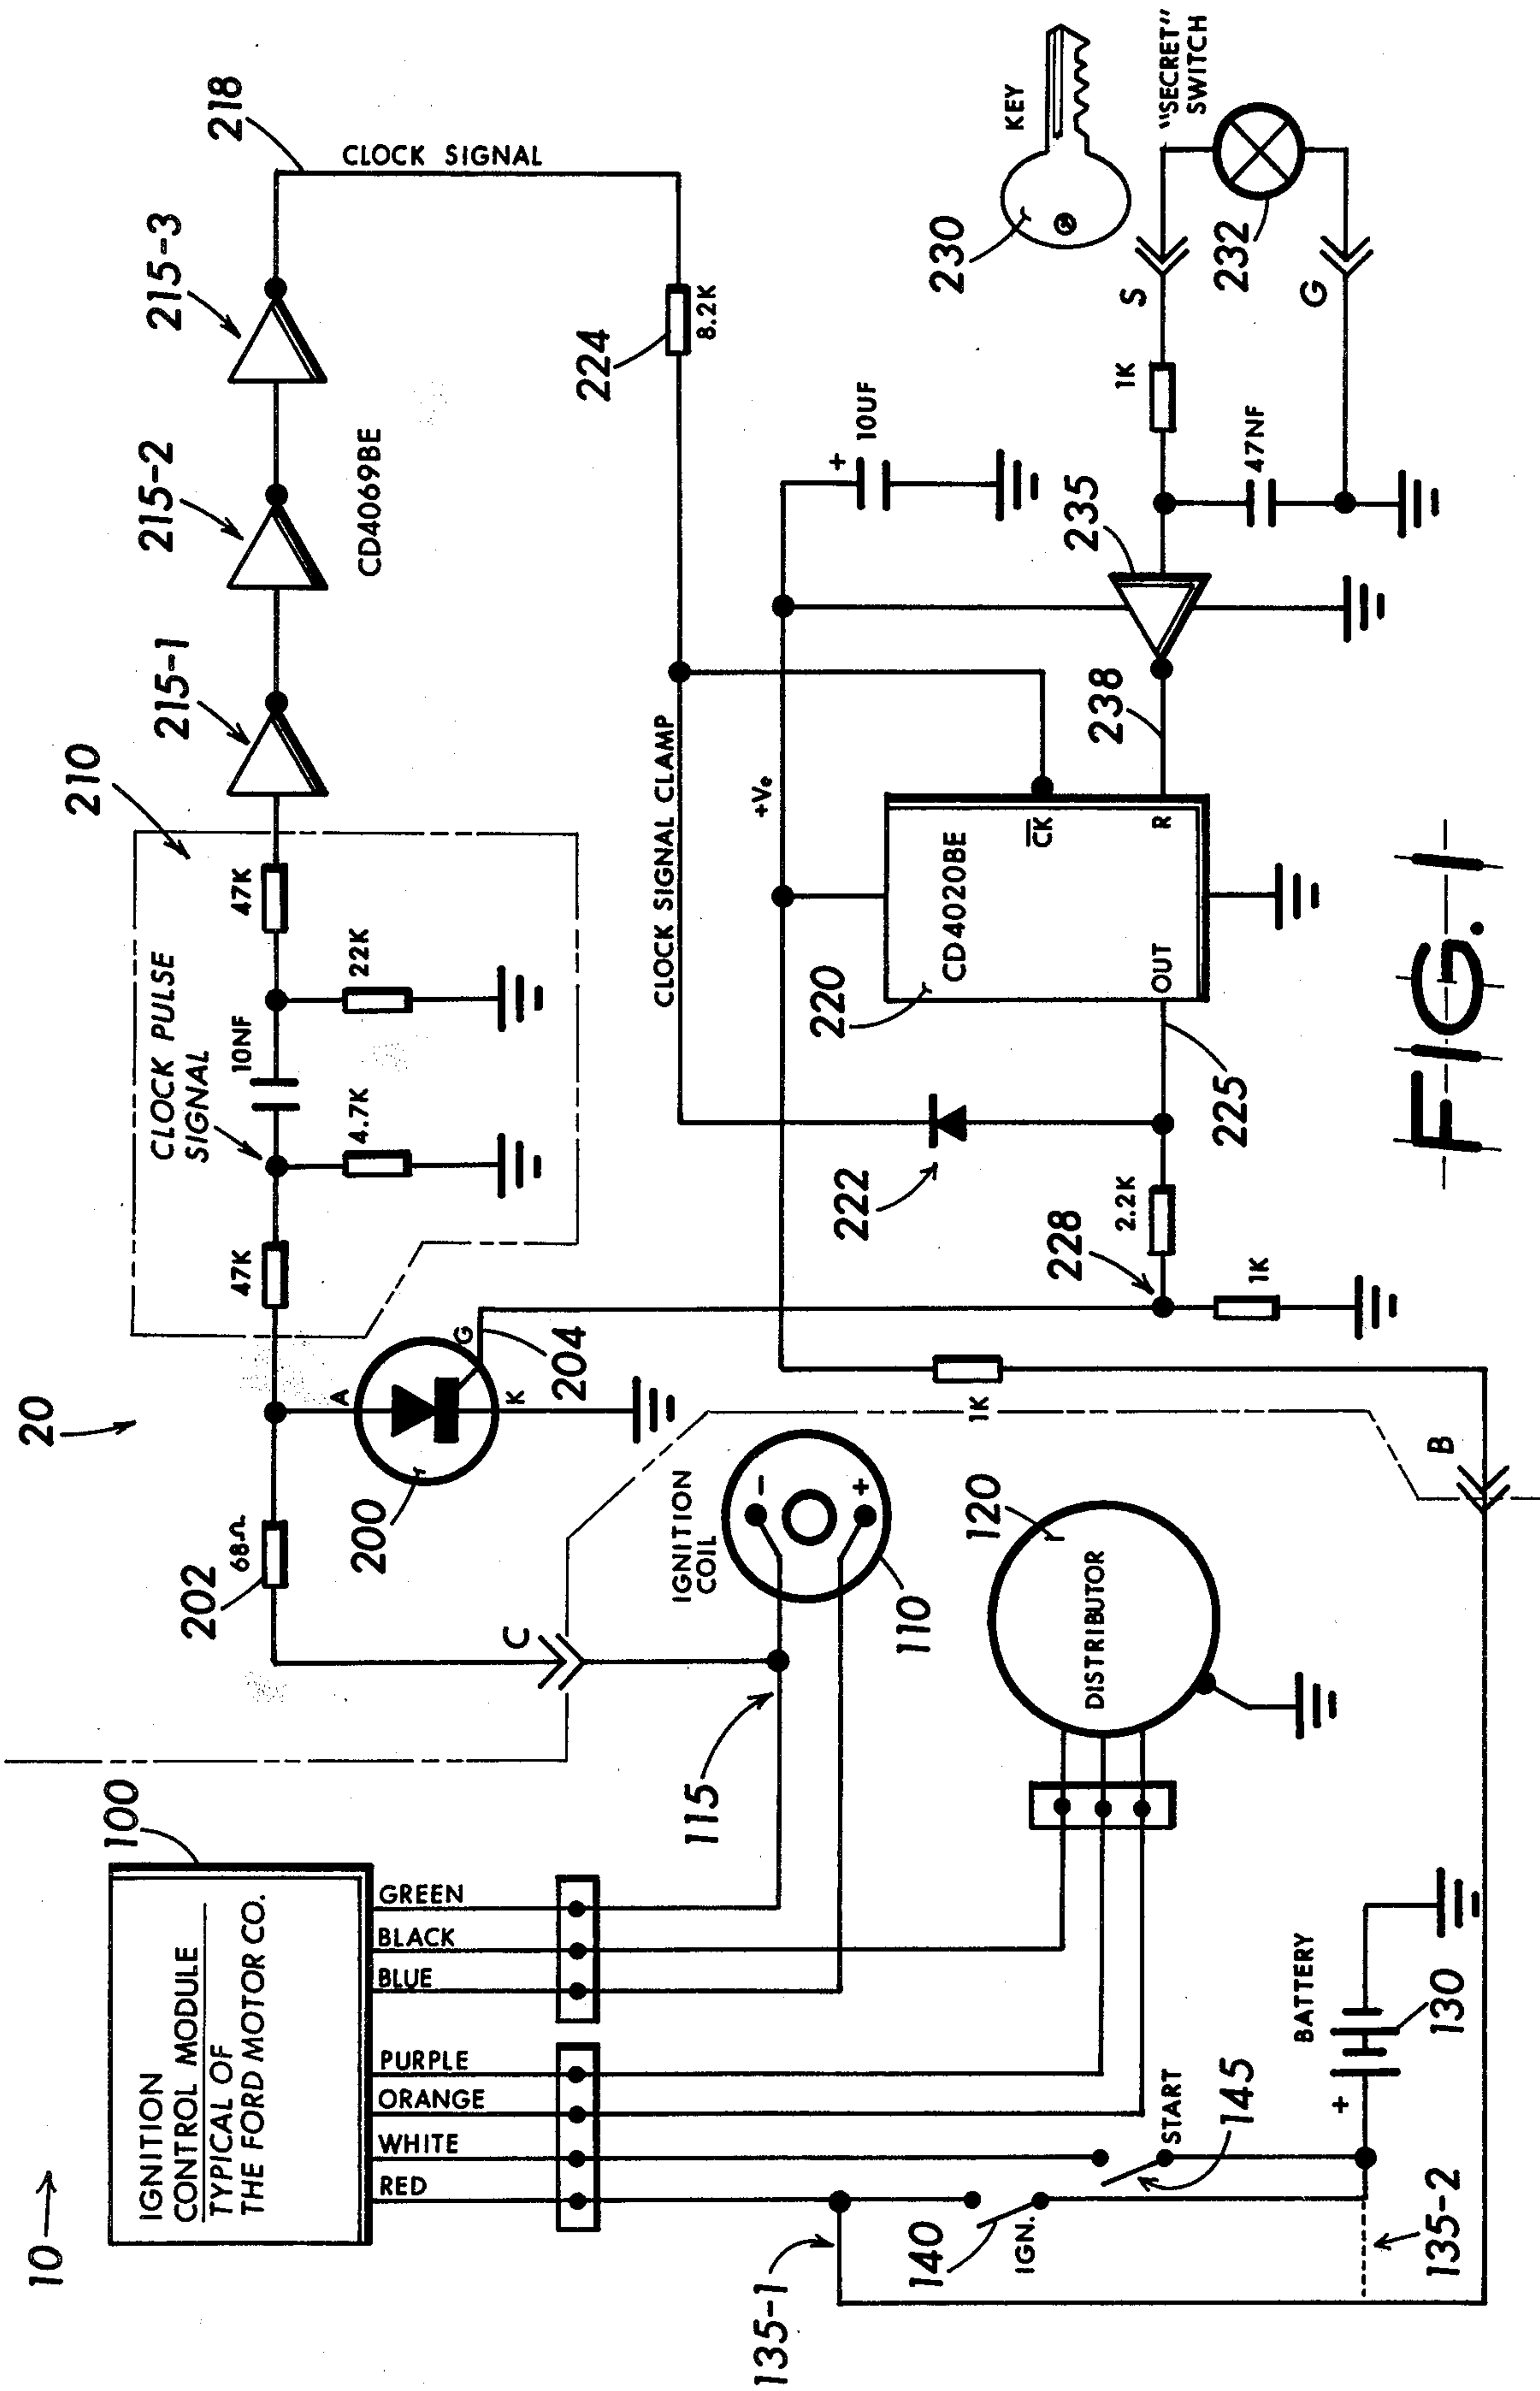 10
IGNITION
CONTROL MODULE
TYPICAL OF
THE FORD MOTOR CO.
100
GREEN
BLACK
BLUE
PURPLE
ORANGE
WHITE
RED
20
202
68Ω
C
200
A
G
K
204
47K
CLOCK PULSE
SIGNAL
10NF
4.7K
22K
47K
210
215-1
215-2
215-3
CD4069BE
218
CLOCK SIGNAL
224
8.2K
CLOCK SIGNAL CLAMP
115
IGNITION
COIL
-
+
110
120
DISTRIBUTOR
1K
B
+Ve
+
10UF
222
220
CD4020BE
CK
R
OUT
225
228
2.2K
1K
238
235
1K
47NF
S
G
KEY
230
"SECRET"
SWITCH
232
135-1
140
IGN.
START
145
BATTERY
+
130
135-2
FIG. 1